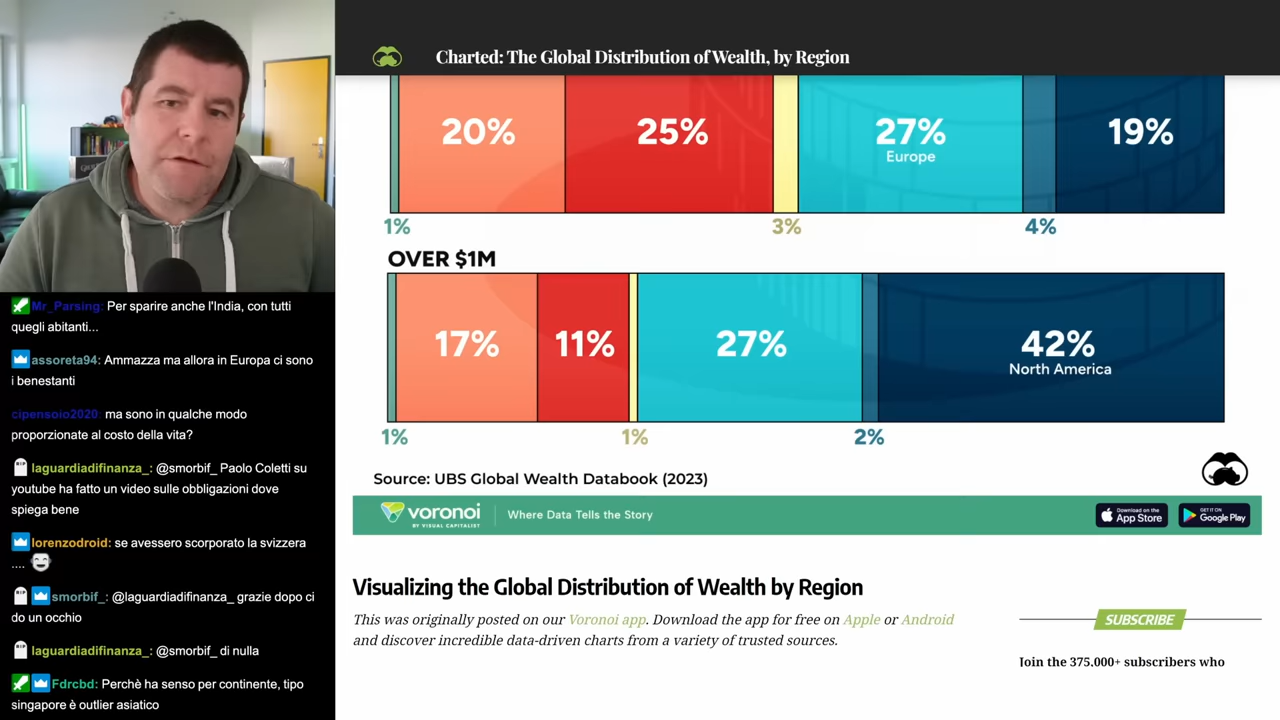 Charted: The Global Distribution of Wealth, by Region
20%
25%
27%
Europe
19%
1%
3%
4%
OVER $1M
17%
11%
27%
42%
North America
1%
1%
2%
Source: UBS Global Wealth Databook (2023)
voronoi
BY VISUAL CAPITALIST
Where Data Tells the Story
Download on the
App Store
GET IT ON
Google Play
Visualizing the Global Distribution of Wealth by Region
This was originally posted on our Voronoi app. Download the app for free on Apple or Android
and discover incredible data-driven charts from a variety of trusted sources.
SUBSCRIBE
Join the 375.000+ subscribers who
Mr_Parsing: Per sparire anche l'India, con tutti
quegli abitanti...
assoreta94: Ammazza ma allora in Europa ci sono
i benestanti
cipensoio2020: ma sono in qualche modo
proporzionate al costo della vita?
laguardiadifinanza_: @smorbif_ Paolo Coletti su
youtube ha fatto un video sulle obbligazioni dove
spiega bene
lorenzodroid: se avessero scorporato la svizzera
....
smorbif_: @laguardiadifinanza_ grazie dopo ci
do un occhio
laguardiadifinanza_: @smorbif_ di nulla
Fdrcbd: Perchè ha senso per continente, tipo
singapore è outlier asiatico